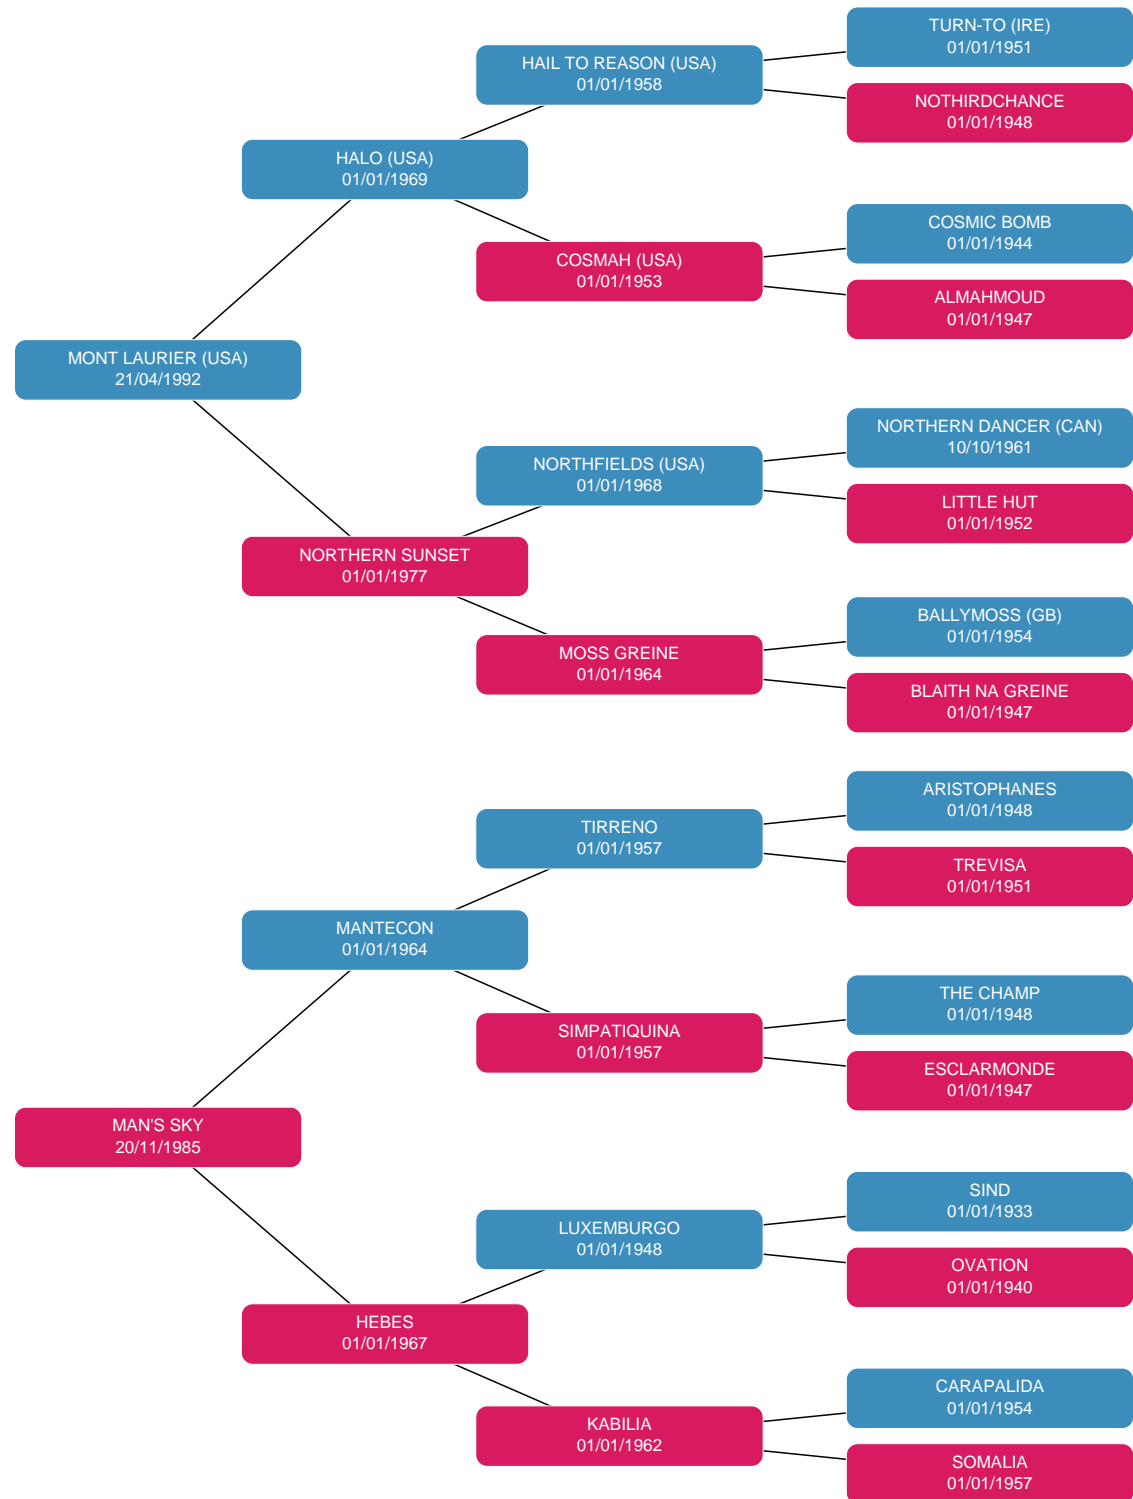 TURN-TO (IRE)
01/01/1951
HAIL TO REASON (USA)
01/01/1958
NOTHIRDCHANCE
01/01/1948
HALO (USA)
01/01/1969
COSMIC BOMB
01/01/1944
COSMAH (USA)
01/01/1953
ALMAHMOUD
01/01/1947
MONT LAURIER (USA)
21/04/1992
NORTHERN DANCER (CAN)
10/10/1961
NORTHFIELDS (USA)
01/01/1968
LITTLE HUT
01/01/1952
NORTHERN SUNSET
01/01/1977
BALLYMOSS (GB)
01/01/1954
MOSS GREINE
01/01/1964
BLAITH NA GREINE
01/01/1947
ARISTOPHANES
01/01/1948
TIRRENO
01/01/1957
TREVISA
01/01/1951
MANTECON
01/01/1964
THE CHAMP
01/01/1948
SIMPATIQUINA
01/01/1957
ESCLARMONDE
01/01/1947
MAN'S SKY
20/11/1985
SIND
01/01/1933
LUXEMBURGO
01/01/1948
OVATION
01/01/1940
HEBES
01/01/1967
CARAPALIDA
01/01/1954
KABILIA
01/01/1962
SOMALIA
01/01/1957